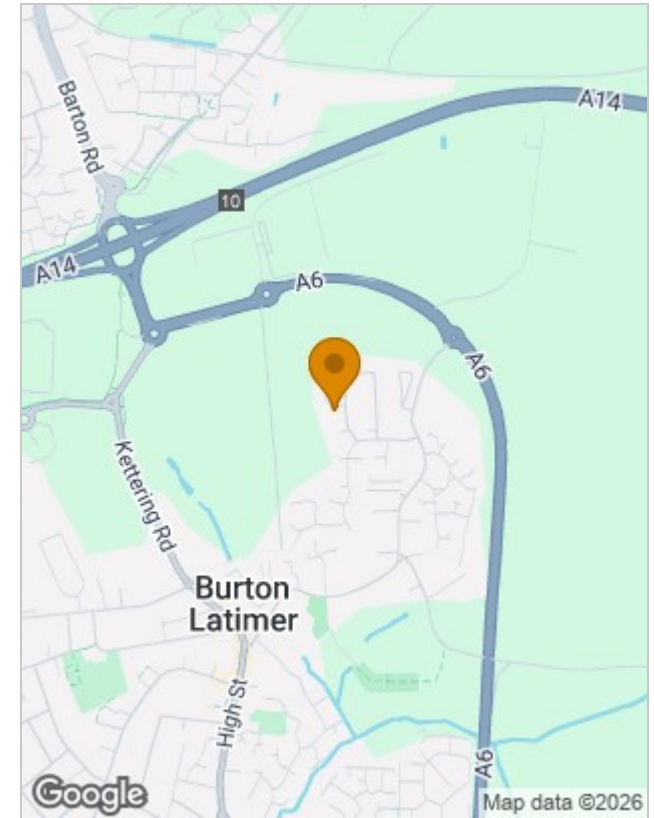 Barton Rd
A14
10
A14
A6
A6
Kettering Rd
Burton
Latimer
High St
A6
Google
Map data ©2026